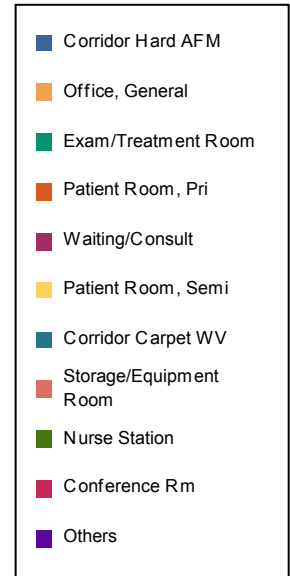 Corridor Hard AFM
Office, General
Exam/Treatment Room
Patient Room, Pri
Waiting/Consult
Patient Room, Semi
Corridor Carpet WV
Storage/Equipment
Room
Nurse Station
Conference Rm
Others